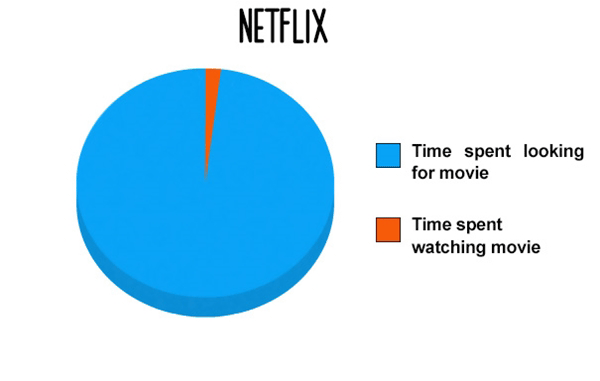 NETFLIX
Time spent looking
for movie
Time spent
watching movie